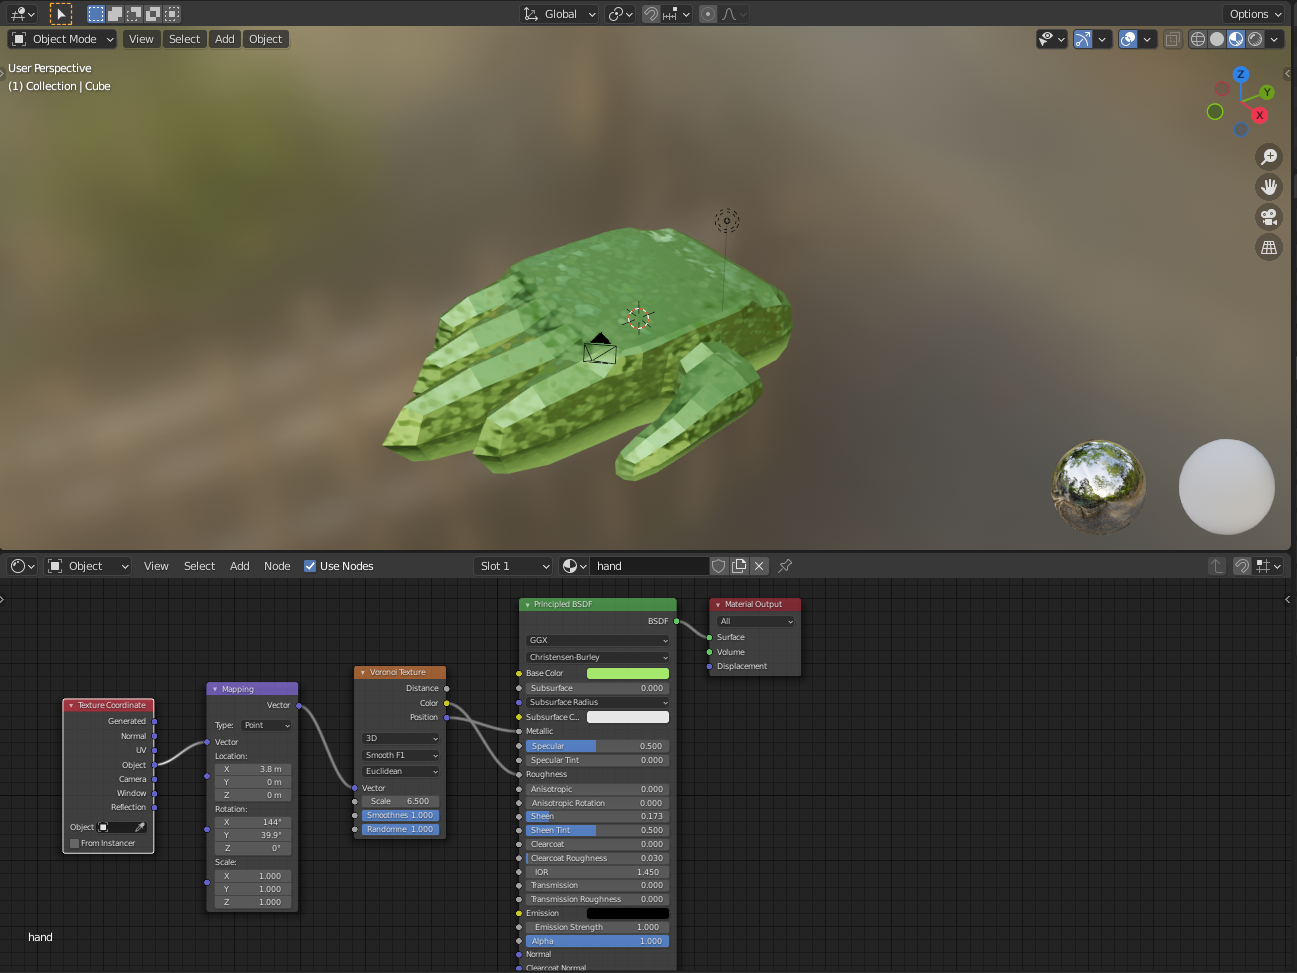 Global
Options
Object Mode
View
Select
Add
Object
User Perspective
(1) Collection | Cube
Z
Y
X
Object
View
Select
Add
Node
Use Nodes
Slot 1
hand
Texture Coordinate
Generated
Normal
UV
Object
Camera
Window
Reflection
Object
From Instancer
Mapping
Vector
Type: Point
Vector
Location:
X 3.8 m
Y 0 m
Z 0 m
Rotation:
X 144°
Y 39.9°
Z 0°
Scale:
X 1.000
Y 1.000
Z 1.000
Voronoi Texture
Distance
Color
Position
3D
Smooth F1
Euclidean
Vector
Scale 6.500
Smoothnes 1.000
Randomne 1.000
Principled BSDF
BSDF
GGX
Christensen-Burley
Base Color
Subsurface 0.000
Subsurface Radius
Subsurface C..
Metallic
Specular 0.500
Specular Tint 0.000
Roughness
Anisotropic 0.000
Anisotropic Rotation 0.000
Sheen 0.173
Sheen Tint 0.500
Clearcoat 0.000
Clearcoat Roughness 0.030
IOR 1.450
Transmission 0.000
Transmission Roughness 0.000
Emission
Emission Strength 1.000
Alpha 1.000
Normal
Clearcoat Normal
Material Output
All
Surface
Volume
Displacement
hand